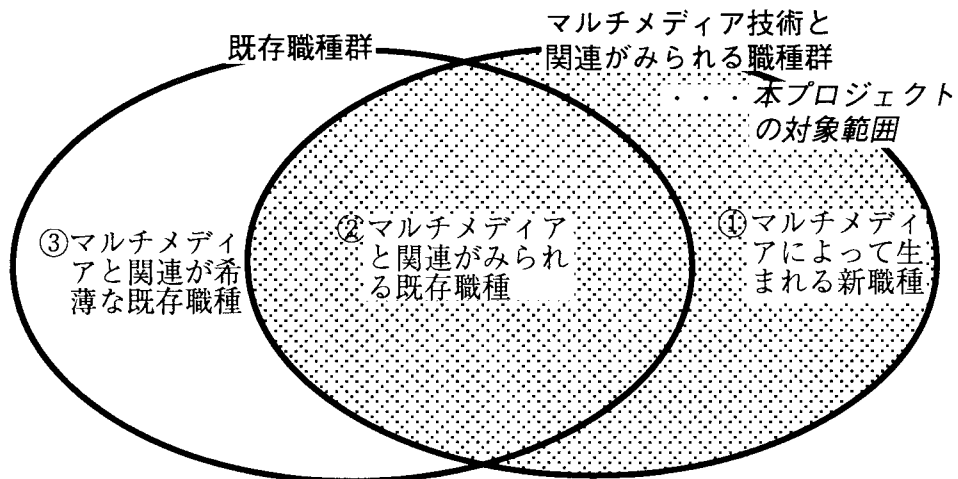 既存職種群
マルチメディア技術と
関連がみられる職種群
・・・本プロジェクト
の対象範囲
③マルチメディ
アと関連が希
薄な既存職種
②マルチメディア
と関連がみられ
る既存職種
①マルチメディ
アによって生
まれる新職種